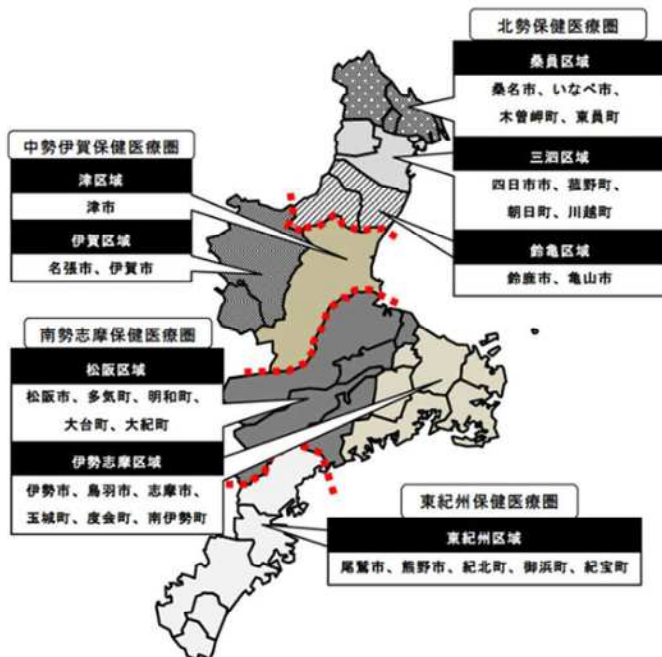 北勢保健医療圏
桑員区域
桑名市、いなべ市、
木曽岬町、東員町
三泗区域
四日市市、菰野町、
朝日町、川越町
鈴亀区域
鈴鹿市、亀山市
中勢伊賀保健医療圏
津区域
津市
伊賀区域
名張市、伊賀市
南勢志摩保健医療圏
松阪区域
松阪市、多気町、明和町、
大台町、大紀町
伊勢志摩区域
伊勢市、鳥羽市、志摩市、
玉城町、度会町、南伊勢町
東紀州保健医療圏
東紀州区域
尾鷲市、熊野市、紀北町、御浜町、紀宝町